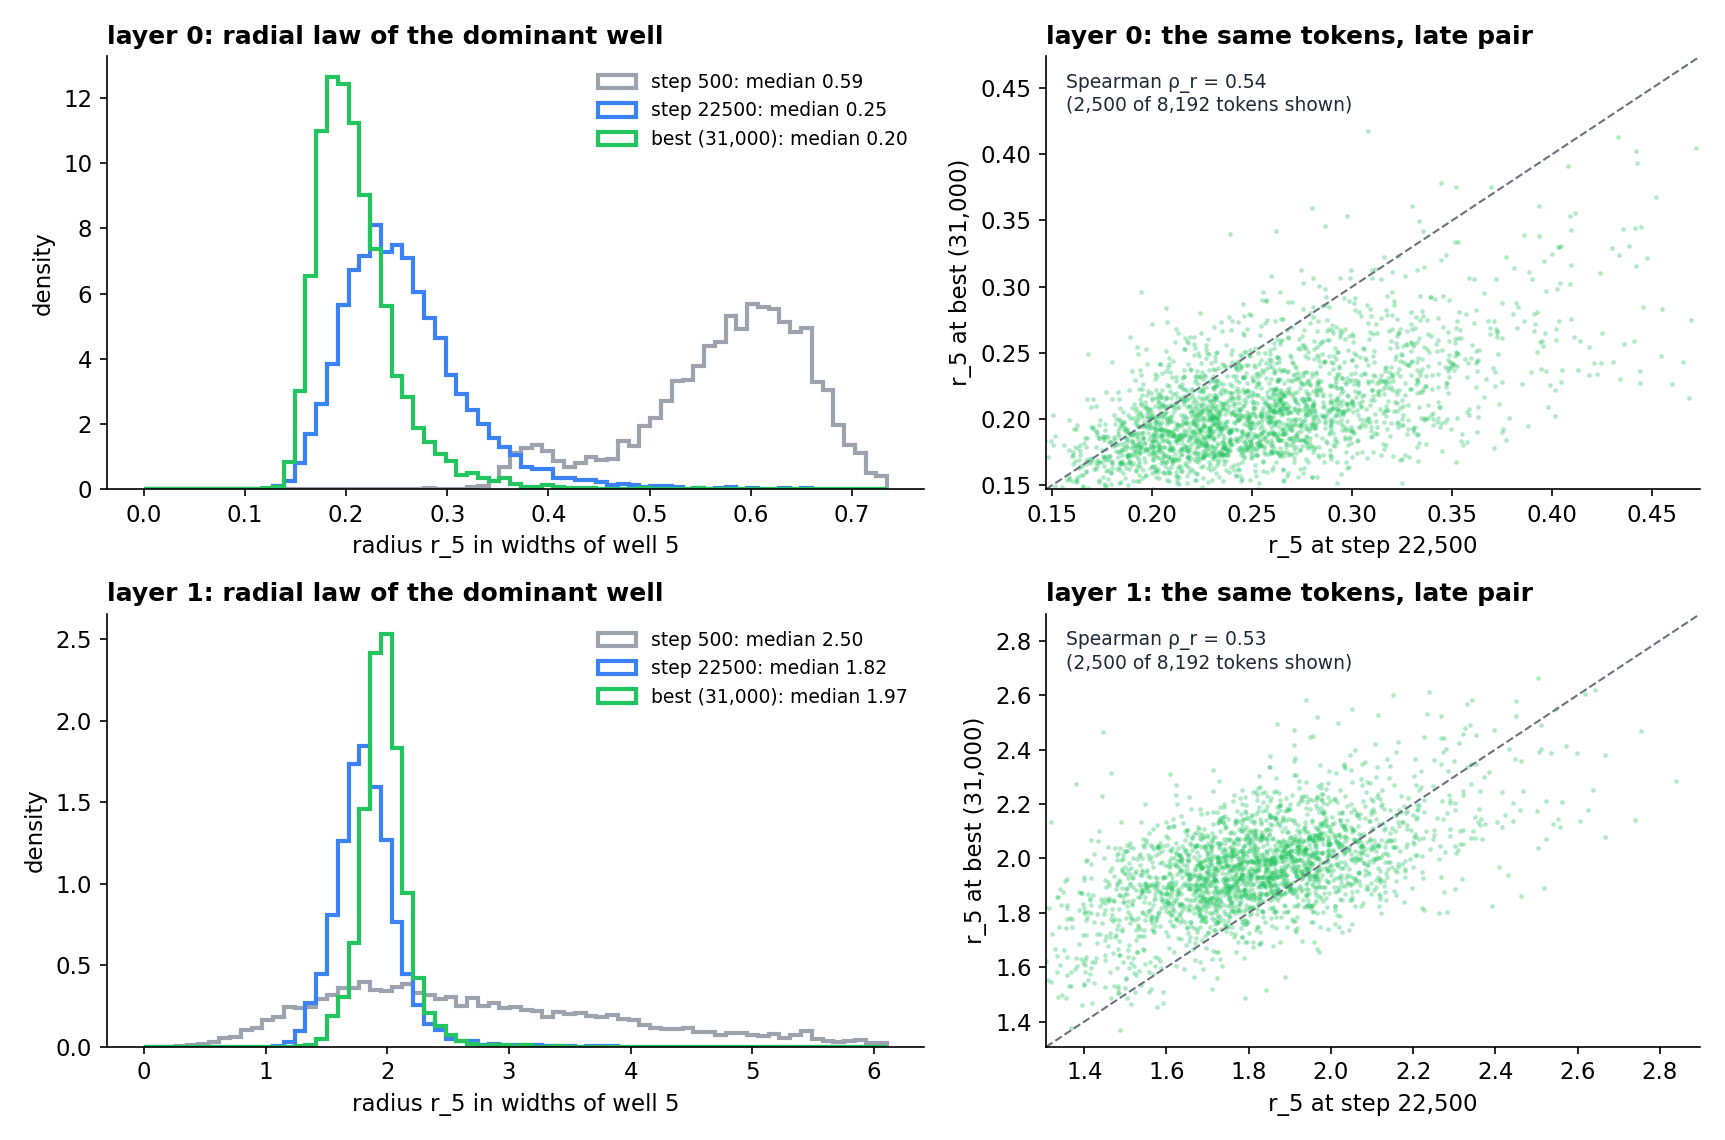 layer 0: radial law of the dominant well
step 500: median 0.59
step 22500: median 0.25
best (31,000): median 0.20
density
12
10
8
6
4
2
0
0.0 0.1 0.2 0.3 0.4 0.5 0.6 0.7
radius r_5 in widths of well 5
layer 0: the same tokens, late pair
Spearman ρ_r = 0.54
(2,500 of 8,192 tokens shown)
r_5 at best (31,000)
0.45
0.40
0.35
0.30
0.25
0.20
0.15
0.15 0.20 0.25 0.30 0.35 0.40 0.45
r_5 at step 22,500
layer 1: radial law of the dominant well
step 500: median 2.50
step 22500: median 1.82
best (31,000): median 1.97
density
2.5
2.0
1.5
1.0
0.5
0.0
0 1 2 3 4 5 6
radius r_5 in widths of well 5
layer 1: the same tokens, late pair
Spearman ρ_r = 0.53
(2,500 of 8,192 tokens shown)
r_5 at best (31,000)
2.8
2.6
2.4
2.2
2.0
1.8
1.6
1.4
1.4 1.6 1.8 2.0 2.2 2.4 2.6 2.8
r_5 at step 22,500